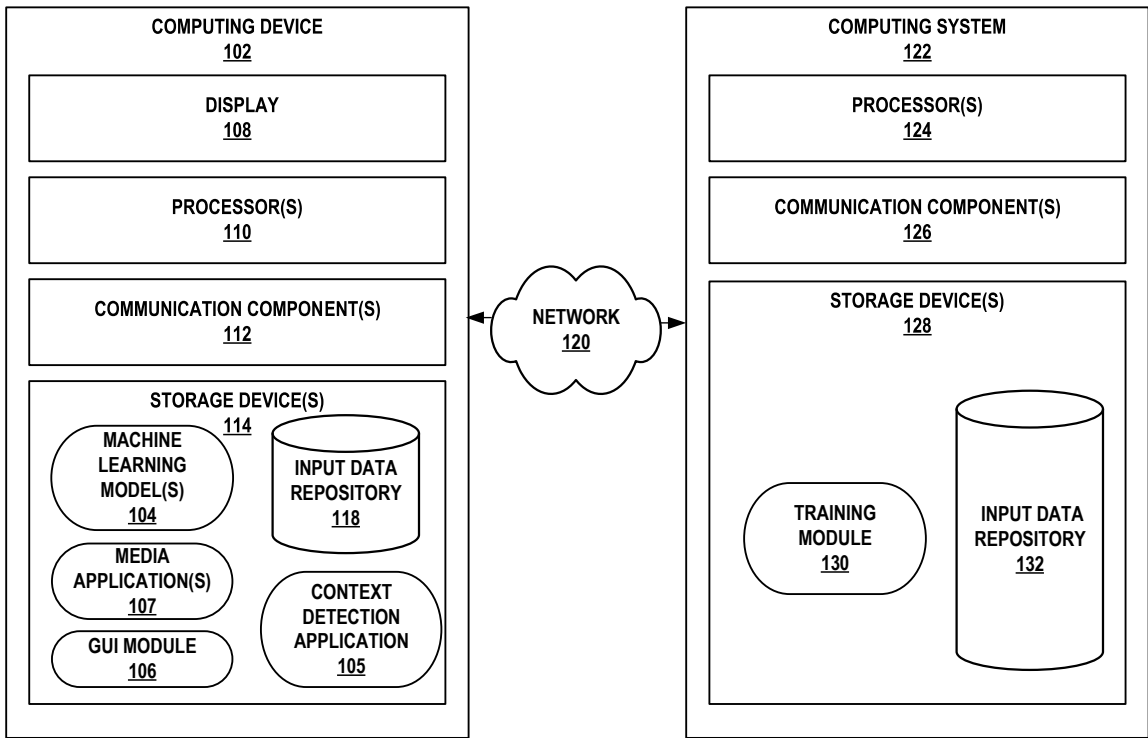 COMPUTING DEVICE
102
DISPLAY
108
PROCESSOR(S)
110
COMMUNICATION COMPONENT(S)
112
STORAGE DEVICE(S)
114
MACHINE
LEARNING
MODEL(S)
104
INPUT DATA
REPOSITORY
118
MEDIA
APPLICATION(S)
107
CONTEXT
DETECTION
APPLICATION
105
GUI MODULE
106
NETWORK
120
COMPUTING SYSTEM
122
PROCESSOR(S)
124
COMMUNICATION COMPONENT(S)
126
STORAGE DEVICE(S)
128
TRAINING
MODULE
130
INPUT DATA
REPOSITORY
132